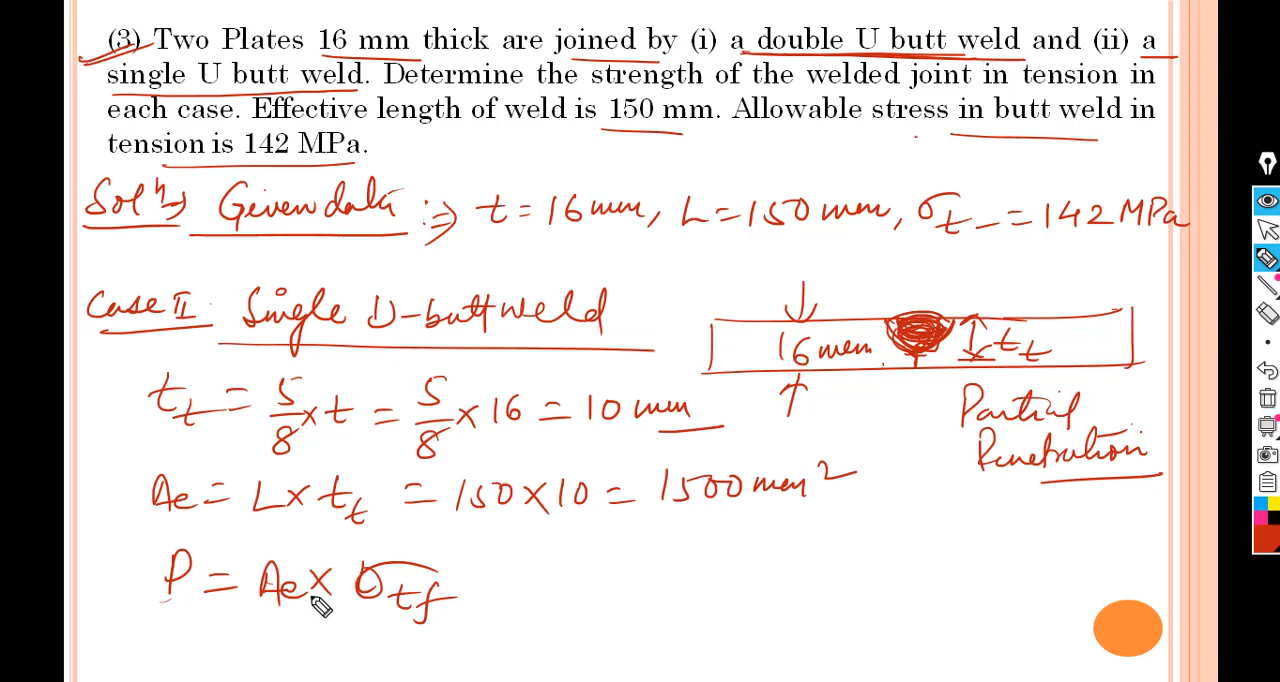 (3) Two Plates 16 mm thick are joined by (i) a double U butt weld and (ii) a
single U butt weld. Determine the strength of the welded joint in tension in
each case. Effective length of weld is 150 mm. Allowable stress in butt weld in
tension is 142 MPa.
Solⁿ⇒ Given data :⇒ t = 16 mm, L = 150 mm, σt = 142 MPa
Case II Single U-butt weld
16 mm tt
tt = 5/8 × t = 5/8 × 16 = 10 mm
Partial
Penetration
Ae = L × tt = 150 × 10 = 1500 mm²
P = Ae × σtf